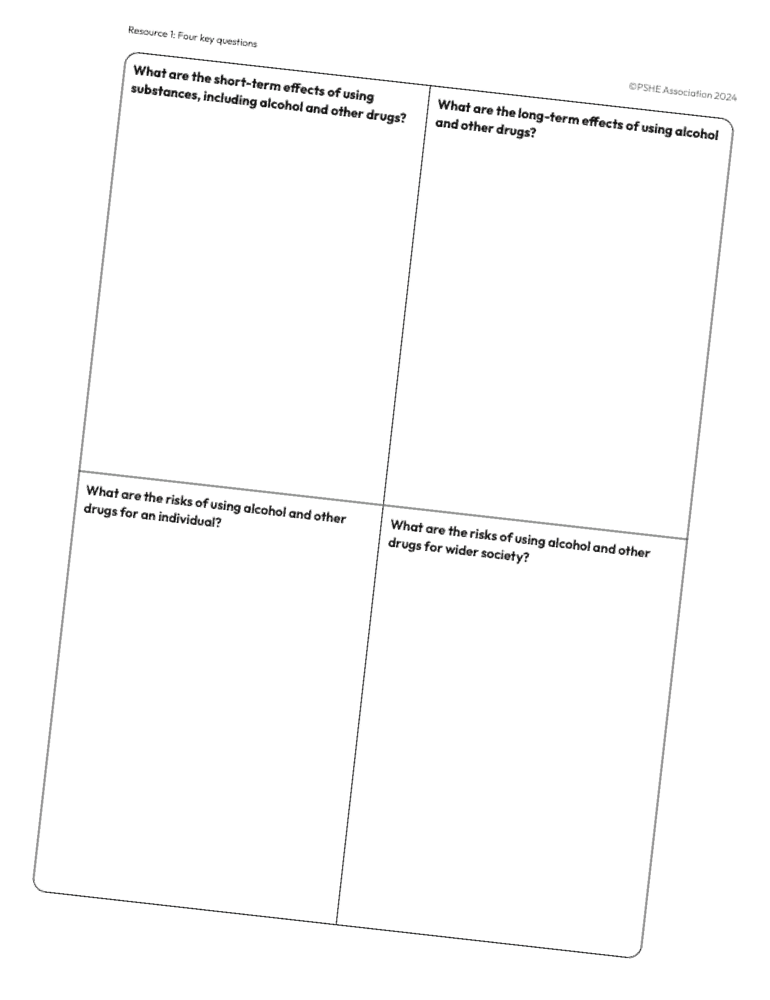 Resource 1: Four key questions
©PSHE Association 2024
What are the short-term effects of using
substances, including alcohol and other drugs?
What are the long-term effects of using alcohol
and other drugs?
What are the risks of using alcohol and other
drugs for an individual?
What are the risks of using alcohol and other
drugs for wider society?